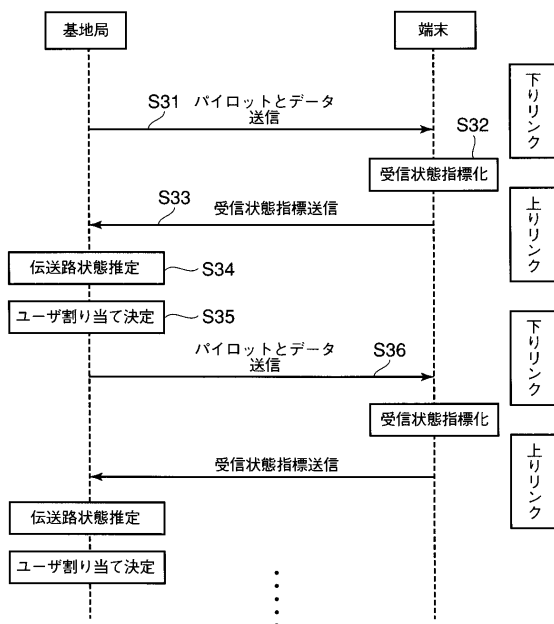 基地局
端末
S31
パイロットとデータ
送信
下りリンク
S32
受信状態指標化
S33
受信状態指標送信
上りリンク
伝送路状態推定
S34
ユーザ割り当て決定
S35
パイロットとデータ
送信
S36
下りリンク
受信状態指標化
受信状態指標送信
上りリンク
伝送路状態推定
ユーザ割り当て決定